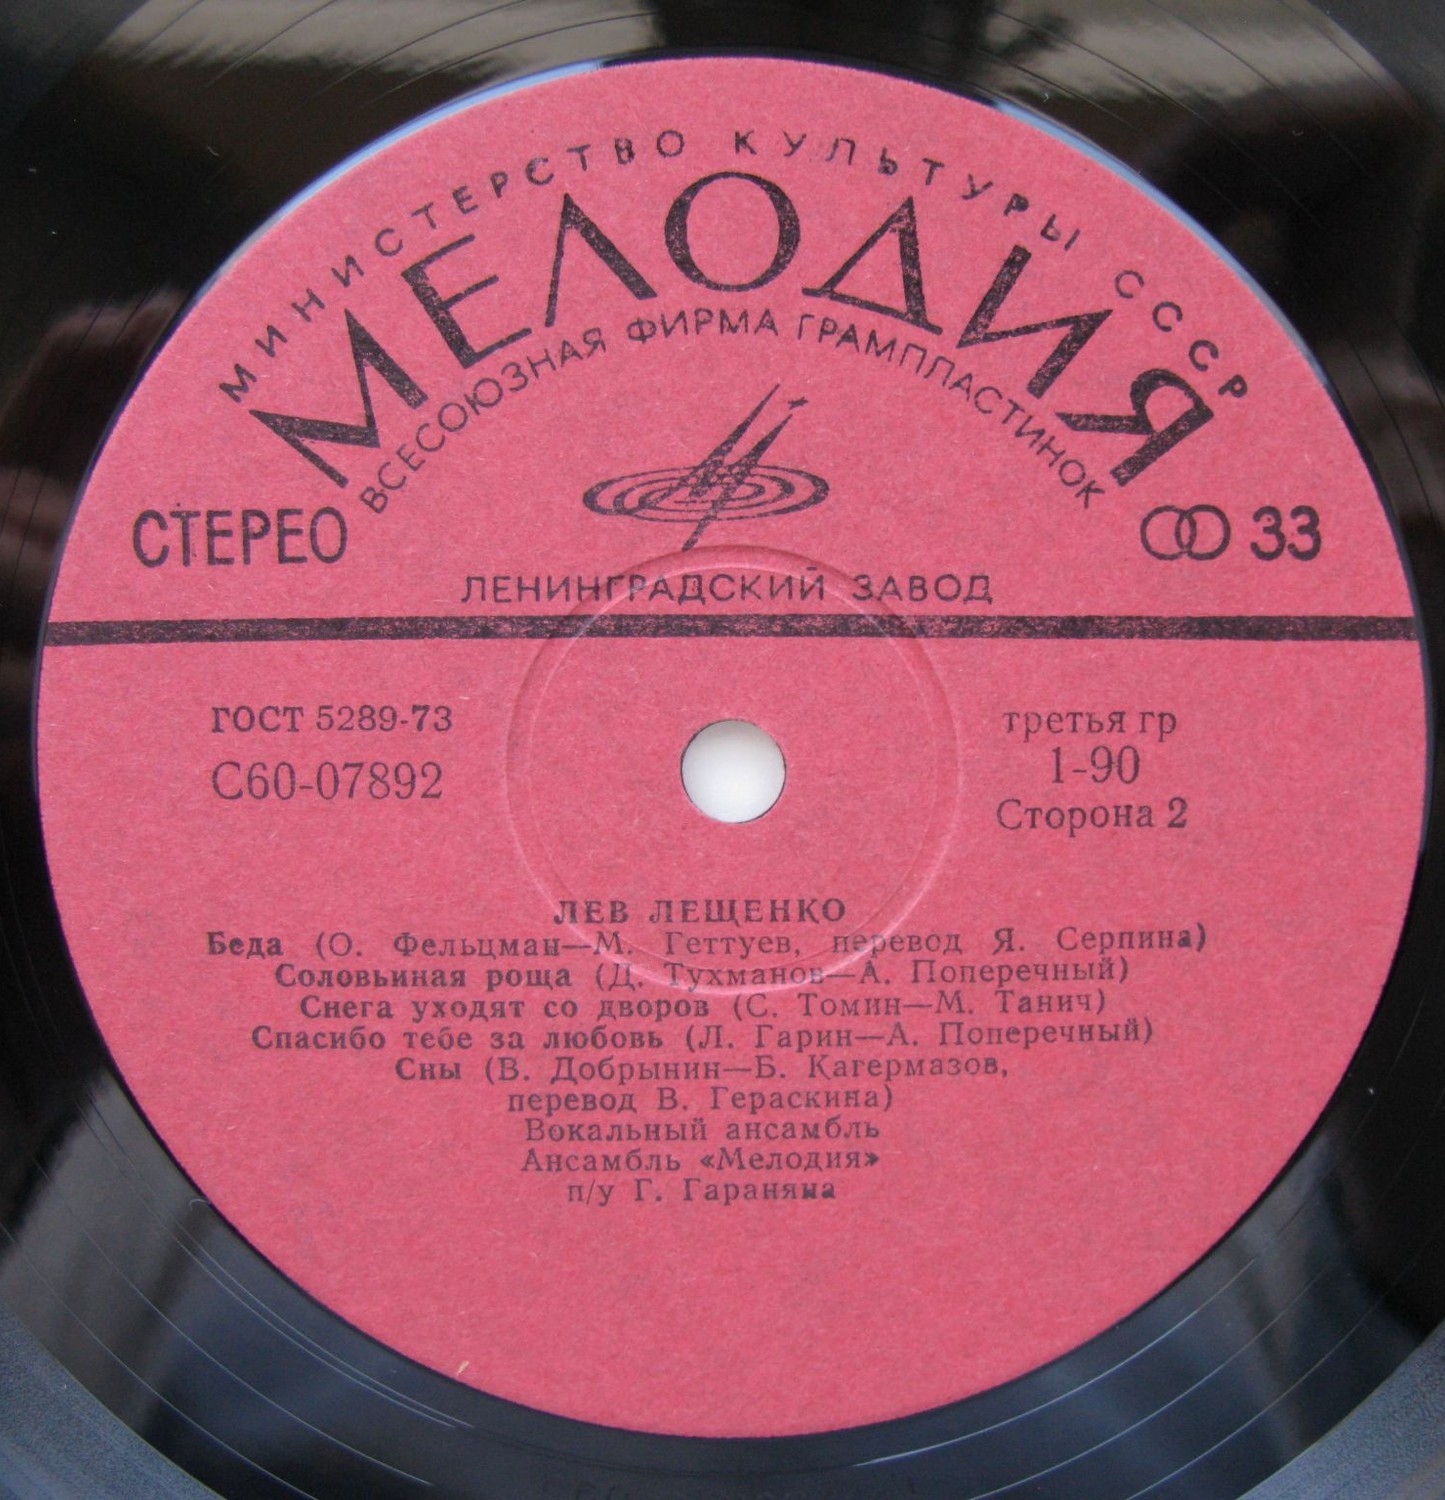 МИНИСТЕРСТВО КУЛЬТУРЫ СССР
МЕЛОДИЯ
ВСЕСОЮЗНАЯ ФИРМА ГРАМПЛАСТИНОК
СТЕРЕО
33
ЛЕНИНГРАДСКИЙ ЗАВОД
ГОСТ 5289-73
С60-07892
третья гр
1-90
Сторона 2
ЛЕВ ЛЕЩЕНКО
Беда (О. Фельцман—М. Геттуев, перевод Я. Серпина)
Соловьиная роща (Д. Тухманов—А. Поперечный)
Снега уходят со дворов (С. Томин—М. Танич)
Спасибо тебе за любовь (Л. Гарин—А. Поперечный)
Сны (В. Добрынин—Б. Кагермазов,
перевод В. Гераскина)
Вокальный ансамбль
Ансамбль «Мелодия»
п/у Г. Гараняна